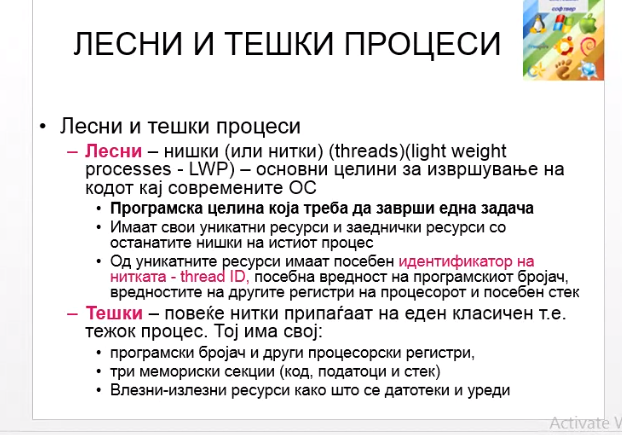 ЛЕСНИ И ТЕШКИ ПРОЦЕСИ
софтвер
• Лесни и тешки процеси
– Лесни – нишки (или нитки) (threads)(light weight
processes - LWP) – основни целини за извршување на
кодот кај современите ОС
• Програмска целина која треба да заврши една задача
• Имаат свои уникатни ресурси и заеднички ресурси со
останатите нишки на истиот процес
• Од уникатните ресурси имаат посебен идентификатор на
нитката - thread ID, посебна вредност на програмскиот бројач,
вредностите на другите регистри на процесорот и посебен стек
– Тешки – повеќе нитки припаѓаат на еден класичен т.е.
тежок процес. Тој има свој:
• програмски бројач и други процесорски регистри,
• три мемориски секции (код, податоци и стек)
• Влезни-излезни ресурси како што се датотеки и уреди
Activate W